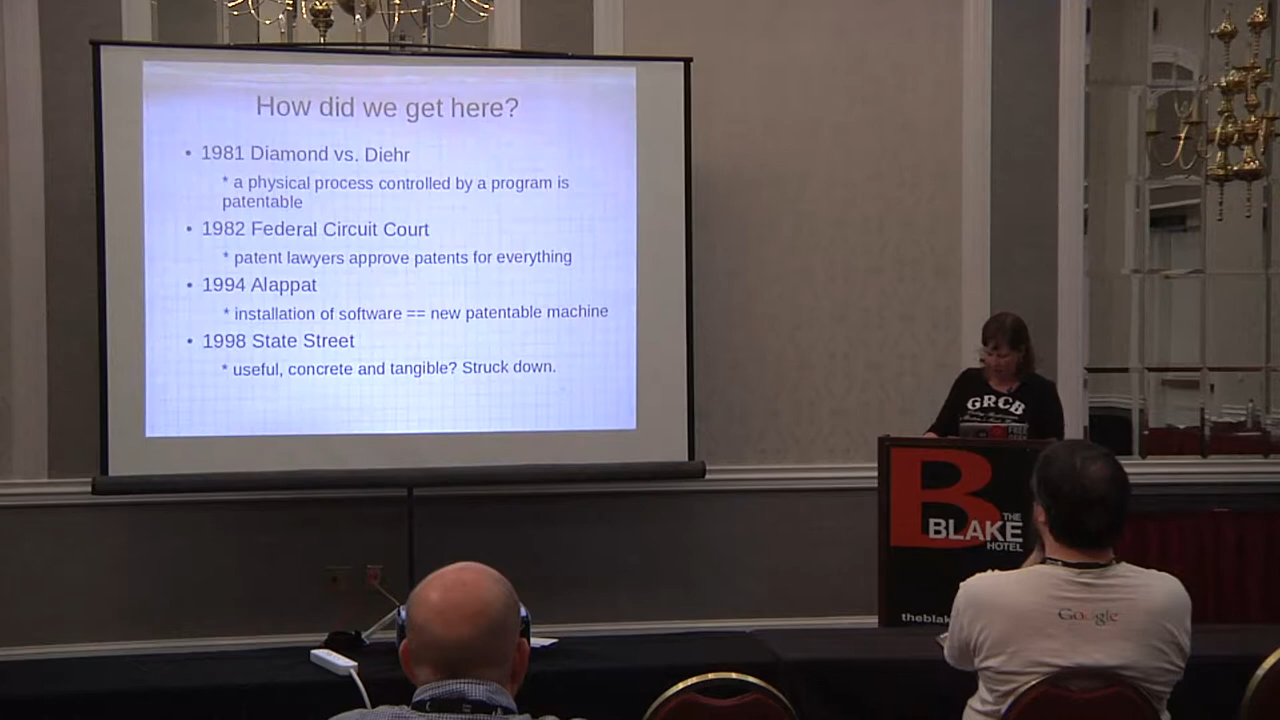 How did we get here?
• 1981 Diamond vs. Diehr
* a physical process controlled by a program is
patentable
• 1982 Federal Circuit Court
* patent lawyers approve patents for everything
• 1994 Alappat
* installation of software == new patentable machine
• 1998 State Street
* useful, concrete and tangible? Struck down.
GRCB
FREE
B
THE
BLAKE
HOTEL
theblak
Google